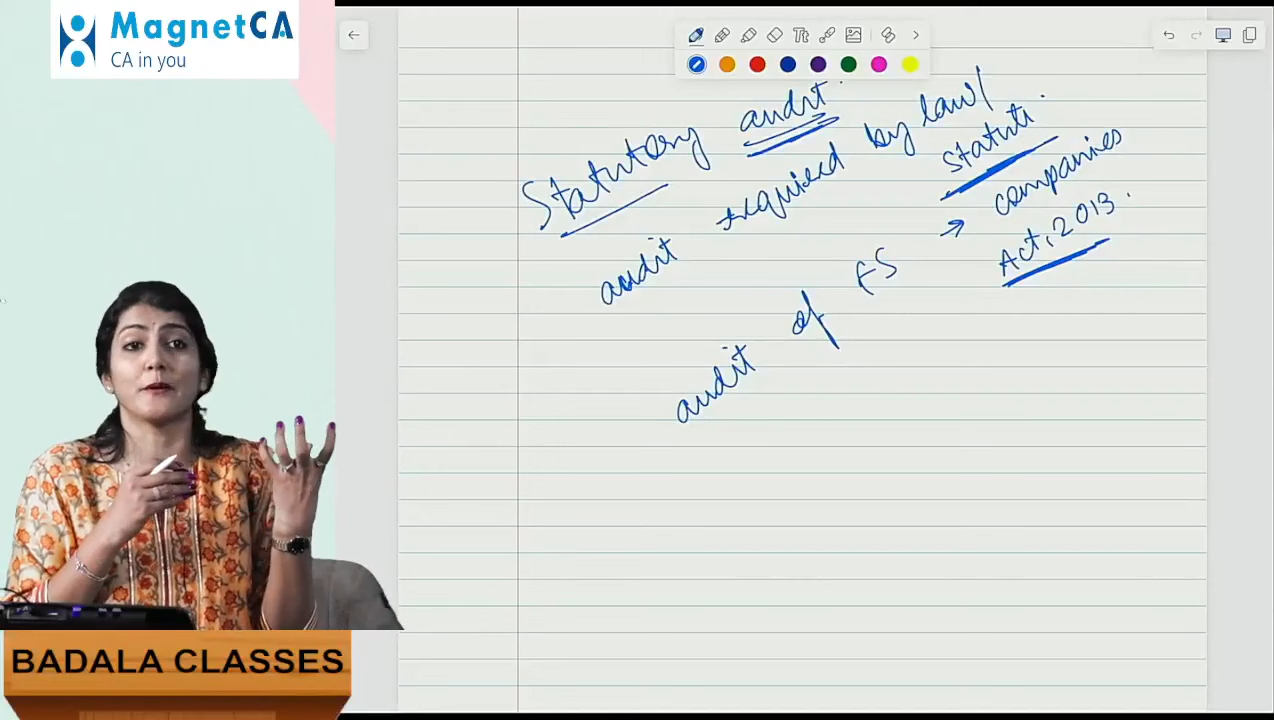 MagnetCA
CA in you
Tt
Statutory audit.
audit required by law/
Statute.
audit of FS → companies
Act, 2013.
BADALA CLASSES